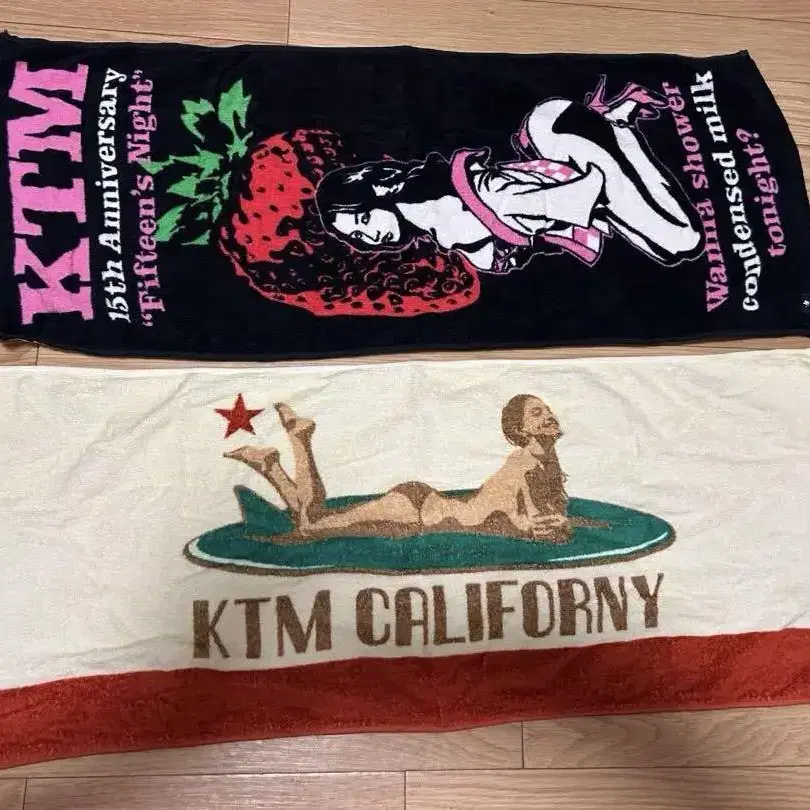 KTM
15th Anniversary
"Fifteen's Night"
Wanna shower
condensed milk
tonight?
KTM CALIFORNY